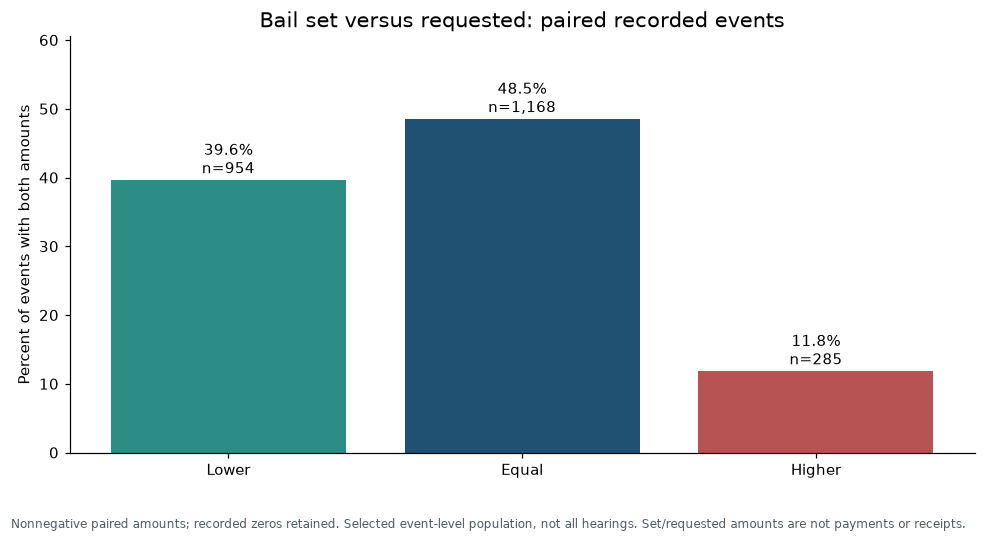 Bail set versus requested: paired recorded events
Percent of events with both amounts
60
50
40
30
20
10
0
39.6%
n=954
48.5%
n=1,168
11.8%
n=285
Lower
Equal
Higher
Nonnegative paired amounts; recorded zeros retained. Selected event-level population, not all hearings. Set/requested amounts are not payments or receipts.